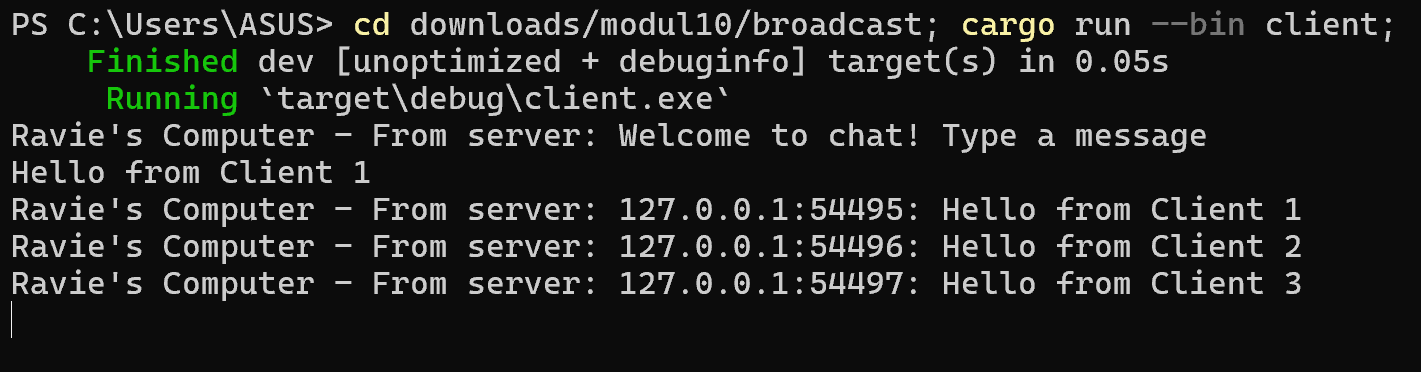 PS C:\Users\ASUS> cd downloads/modul10/broadcast; cargo run --bin client;
    Finished dev [unoptimized + debuginfo] target(s) in 0.05s
     Running `target\debug\client.exe`
Ravie's Computer - From server: Welcome to chat! Type a message
Hello from Client 1
Ravie's Computer - From server: 127.0.0.1:54495: Hello from Client 1
Ravie's Computer - From server: 127.0.0.1:54496: Hello from Client 2
Ravie's Computer - From server: 127.0.0.1:54497: Hello from Client 3